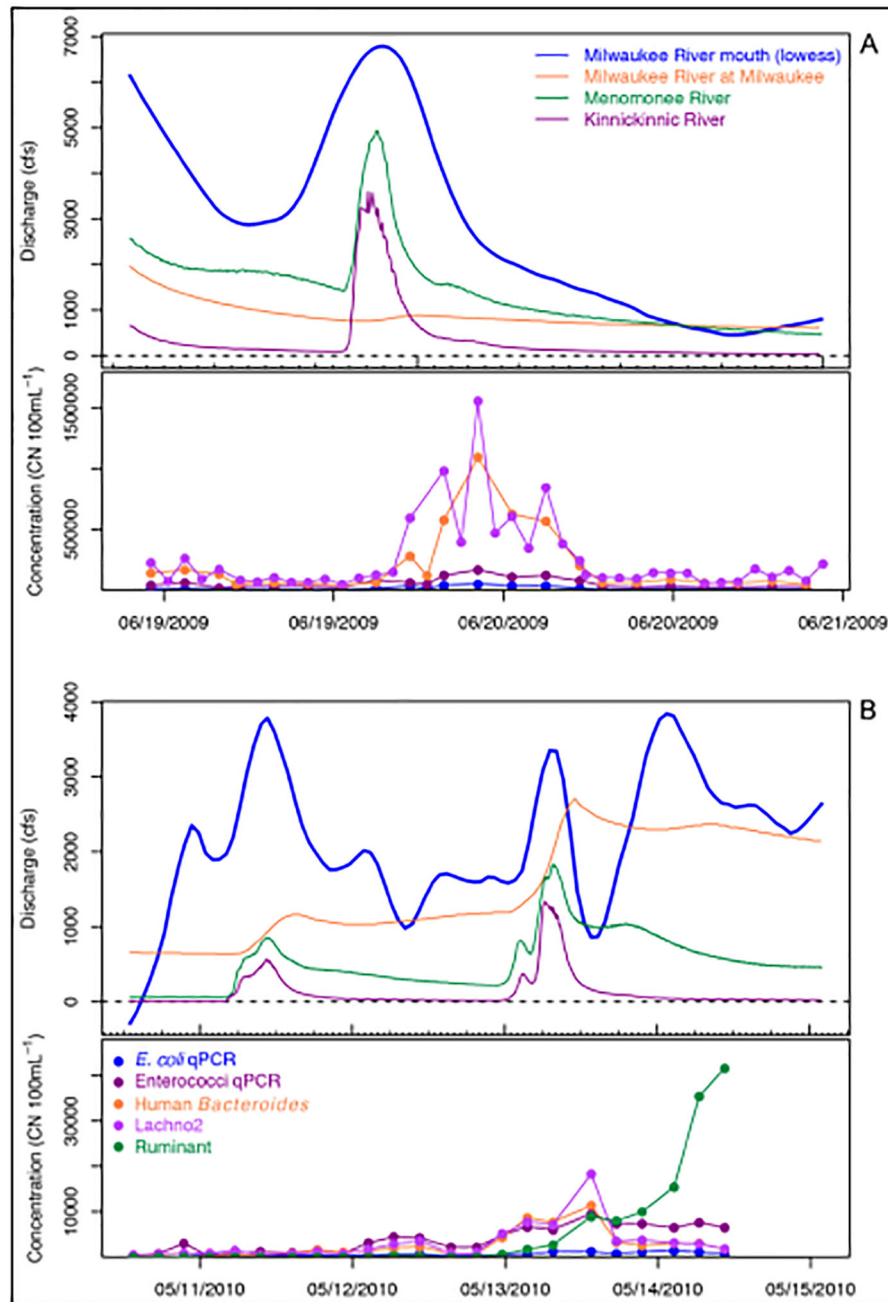 A
Milwaukee River mouth (lowess)
Milwaukee River at Milwaukee
Menomonee River
Kinnickinnic River
Discharge (cfs)
7000
5000
3000
1000
0
Concentration (CN 100mL⁻¹)
1500000
500000
06/19/2009 06/19/2009 06/20/2009 06/20/2009 06/21/2009
B
Discharge (cfs)
4000
3000
2000
1000
0
E. coli qPCR
Enterococci qPCR
Human Bacteroides
Lachno2
Ruminant
Concentration (CN 100mL⁻¹)
30000
10000
05/11/2010 05/12/2010 05/13/2010 05/14/2010 05/15/2010